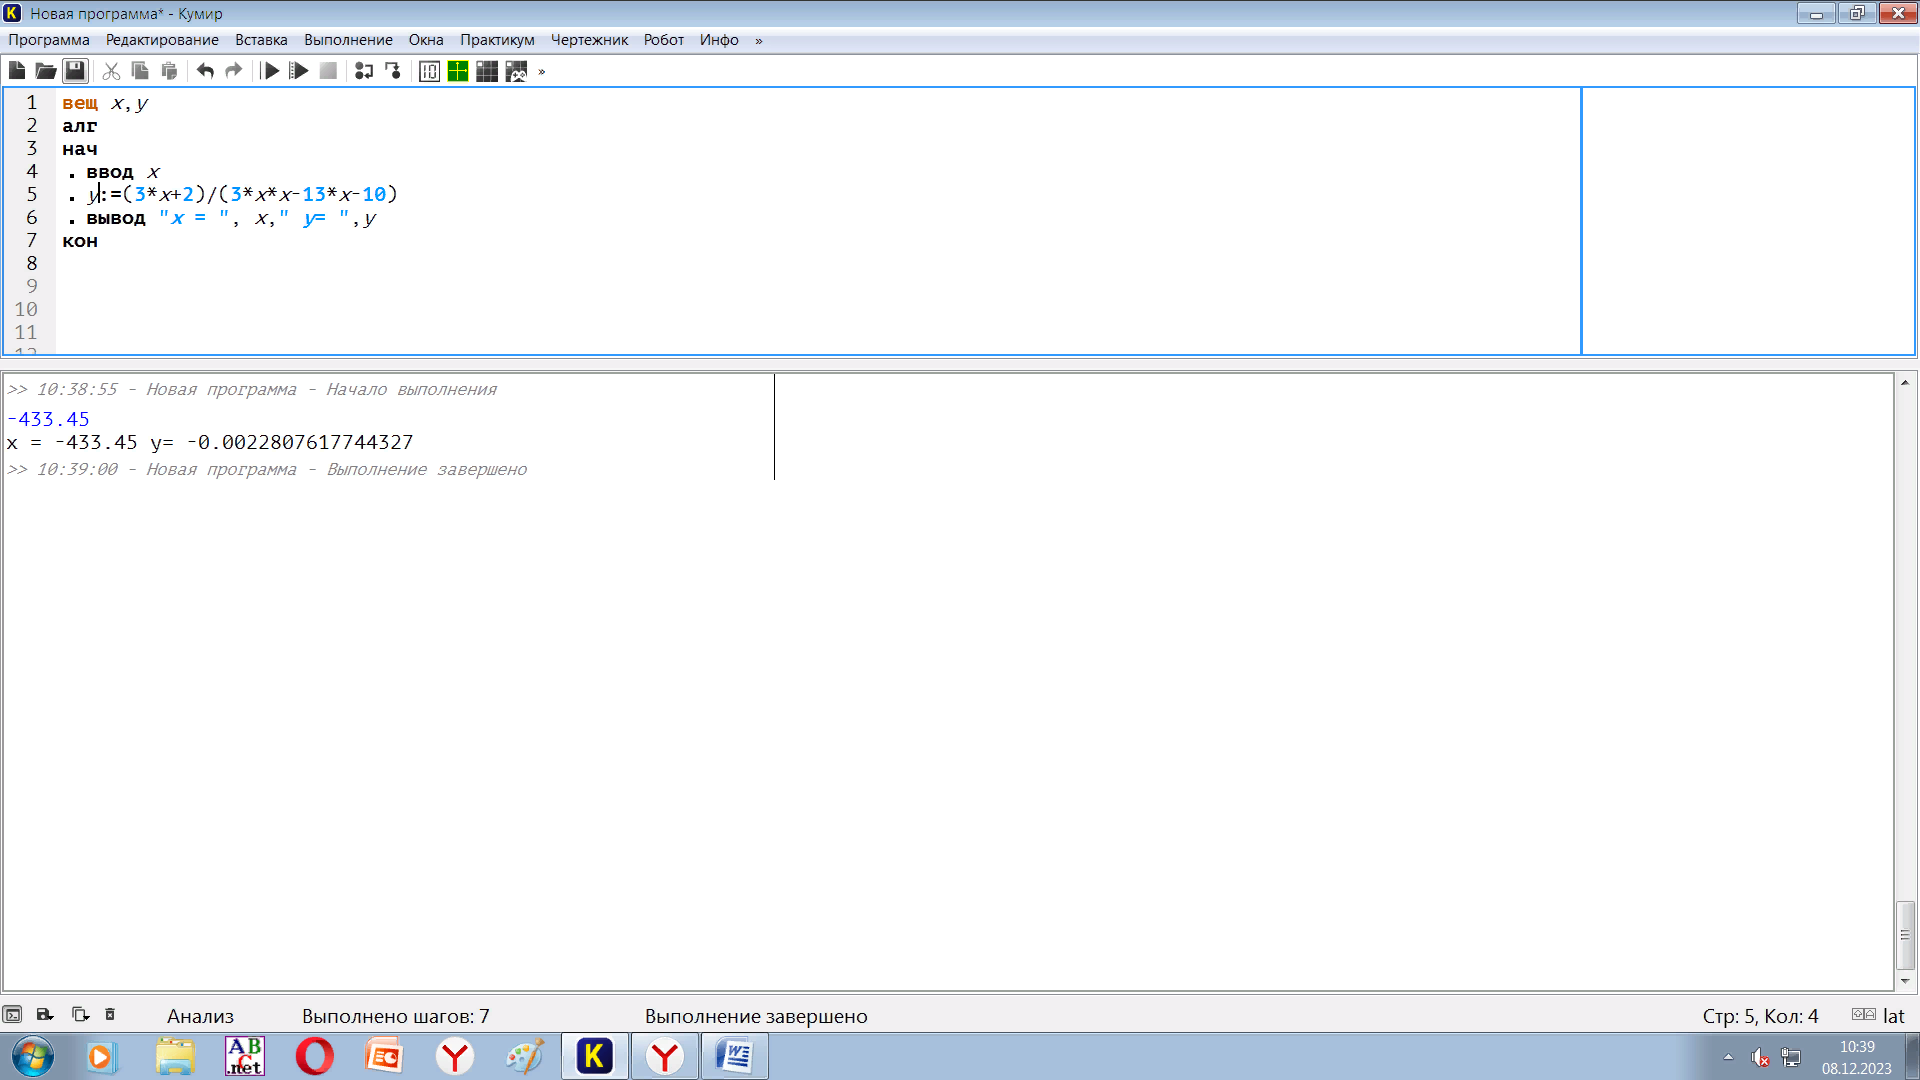 Новая программа* - Кумир
Программа Редактирование Вставка Выполнение Окна Практикум Чертежник Робот Инфо »
»
1 вещ x,y
2 алг
3 нач
4 . ввод x
5 . y:=(3*x+2)/(3*x*x-13*x-10)
6 . вывод "x = ", x," y= ",y
7 кон
8
9
10
11
>> 10:38:55 - Новая программа - Начало выполнения
-433.45
x = -433.45 y= -0.0022807617744327
>> 10:39:00 - Новая программа - Выполнение завершено
Анализ Выполнено шагов: 7 Выполнение завершено Стр: 5, Кол: 4 lat
ABC.net
10:39
08.12.2023